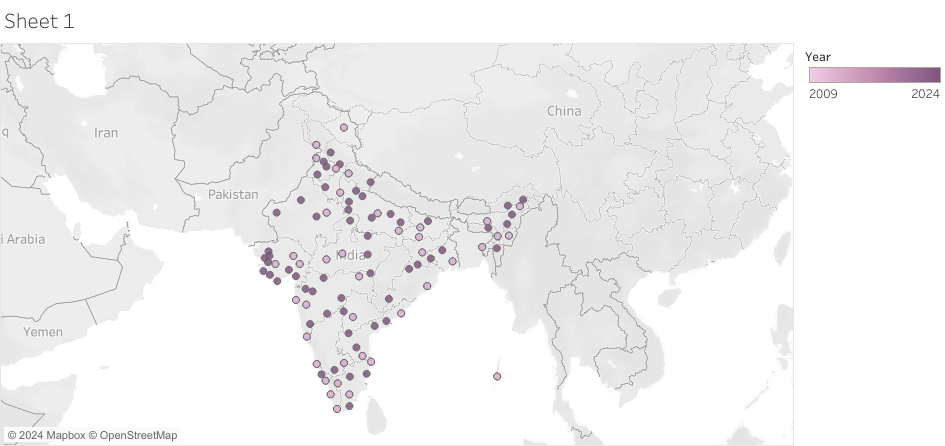 Sheet 1
Year
2009 2024
China
Iran
q
Pakistan
i Arabia
India
Yemen
© 2024 Mapbox © OpenStreetMap